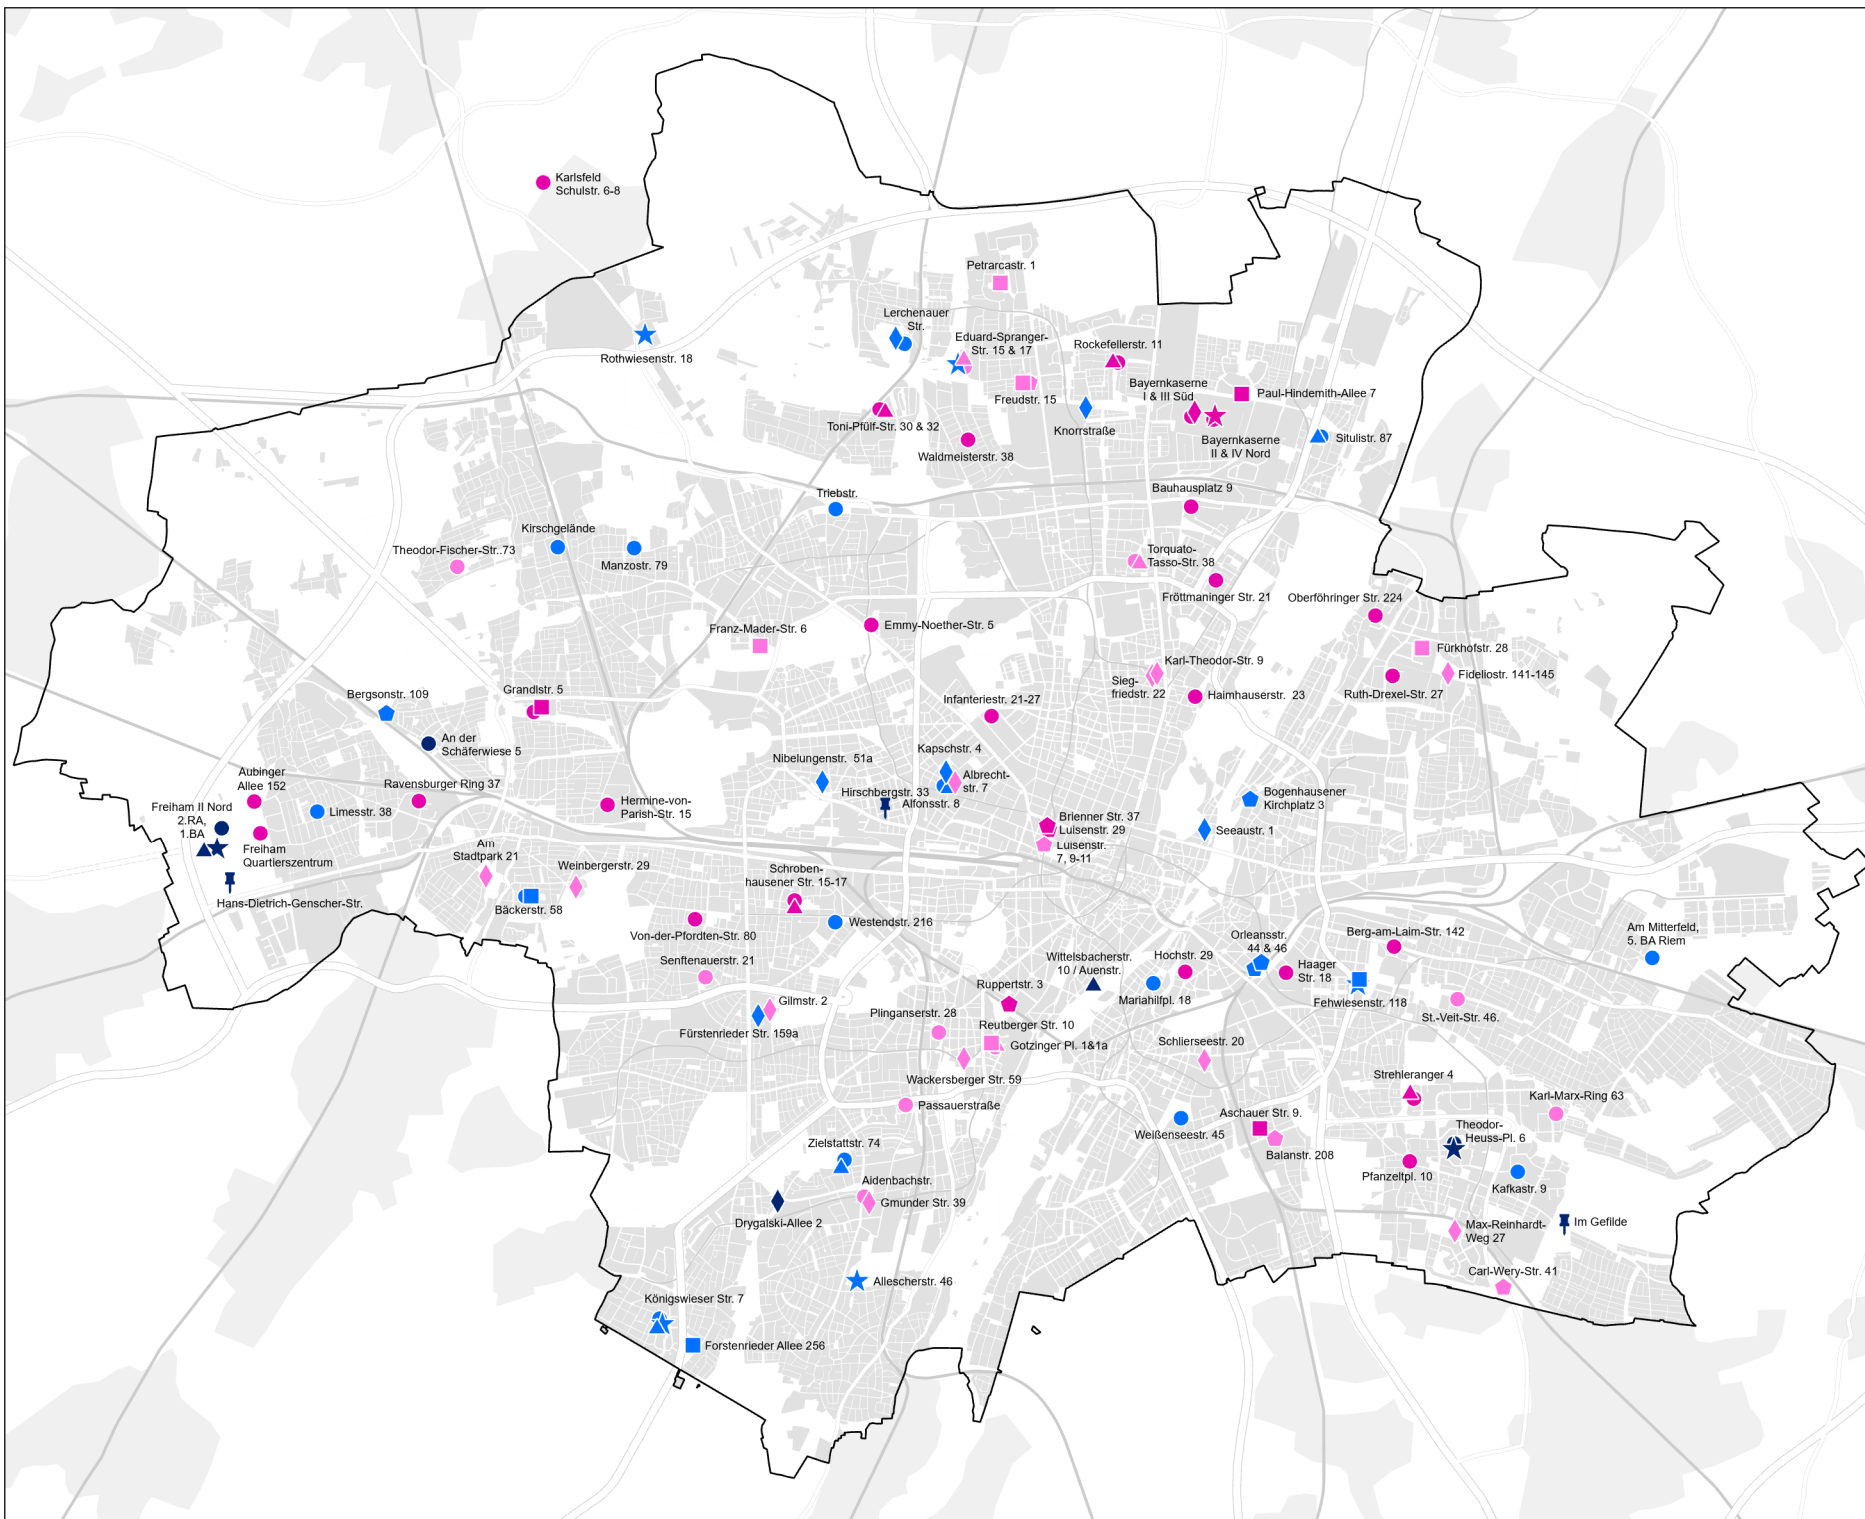 Karlsfeld
Schulstr. 6-8
Petrarcastr. 1
Lerchenauer
Str.
Rothwiesenstr. 18
Eduard-Spranger-
Str. 15 & 17
Rockefellerstr. 11
Freudstr. 15
Bayernkaserne
I & III Süd
Paul-Hindemith-Allee 7
Toni-Pfülf-Str. 30 & 32
Knorrstraße
Bayernkaserne
II & IV Nord
Situlistr. 87
Waldmeisterstr. 38
Triebstr.
Bauhausplatz 9
Kirschgelände
Theodor-Fischer-Str..73
Manzostr. 79
Torquato-
Tasso-Str. 38
Fröttmaninger Str. 21
Oberföhringer Str. 224
Franz-Mader-Str. 6
Emmy-Noether-Str. 5
Fürkhofstr. 28
Karl-Theodor-Str. 9
Sieg-
friedstr. 22
Fideliostr. 141-145
Bergsonstr. 109
Grandlstr. 5
Infanteriestr. 21-27
Haimhauserstr. 23
Ruth-Drexel-Str. 27
An der
Schäferwiese 5
Kapschstr. 4
Nibelungenstr. 51a
Albrecht-
str. 7
Aubinger
Allee 152
Ravensburger Ring 37
Hirschbergstr. 33
Alfonsstr. 8
Bogenhausener
Kirchplatz 3
Freiham II Nord
2.RA,
1.BA
Limesstr. 38
Hermine-von-
Parish-Str. 15
Brienner Str. 37
Luisenstr. 29
Luisenstr.
7, 9-11
Seeaustr. 1
Freiham
Quartierszentrum
Am
Stadtpark 21
Weinbergerstr. 29
Schroben-
hausener Str. 15-17
Hans-Dietrich-Genscher-Str.
Bäckerstr. 58
Von-der-Pfordten-Str. 80
Westendstr. 216
Orleansstr.
44 & 46
Berg-am-Laim-Str. 142
Am Mitterfeld,
5. BA Riem
Senftenauerstr. 21
Wittelsbacherstr.
10 / Auenstr.
Hochstr. 29
Haager
Str. 18
Ruppertstr. 3
Mariahilfpl. 18
Fehwiesenstr. 118
Gilmstr. 2
Plinganserstr. 28
St.-Veit-Str. 46.
Fürstenrieder Str. 159a
Reutberger Str. 10
Gotzinger Pl. 1&1a
Schlierseestr. 20
Wackersberger Str. 59
Strehleranger 4
Karl-Marx-Ring 63
Passauerstraße
Aschauer Str. 9.
Weißenseestr. 45
Theodor-
Heuss-Pl. 6
Zielstattstr. 74
Balanstr. 208
Pfanzeltpl. 10
Aidenbachstr.
Kafkastr. 9
Gmunder Str. 39
Drygalski-Allee 2
Max-Reinhardt-
Weg 27
Im Gefilde
Allescherstr. 46
Carl-Wery-Str. 41
Königswieser Str. 7
Forstenrieder Allee 256